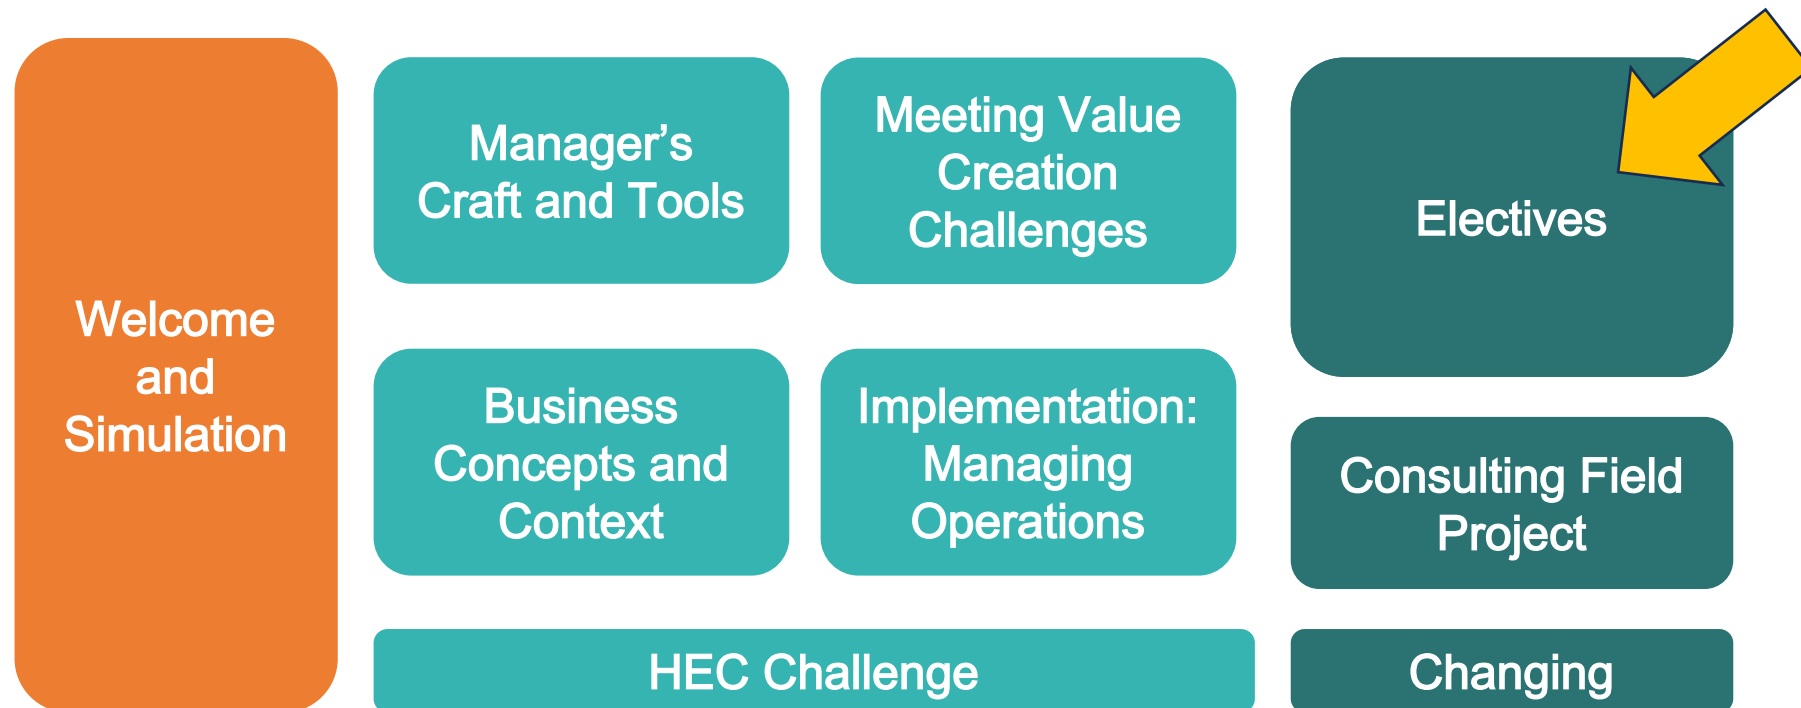 Welcome
and
Simulation
Manager’s
Craft and Tools
Meeting Value
Creation
Challenges
Electives
Business
Concepts and
Context
Implementation:
Managing
Operations
Consulting Field
Project
HEC Challenge
Changing